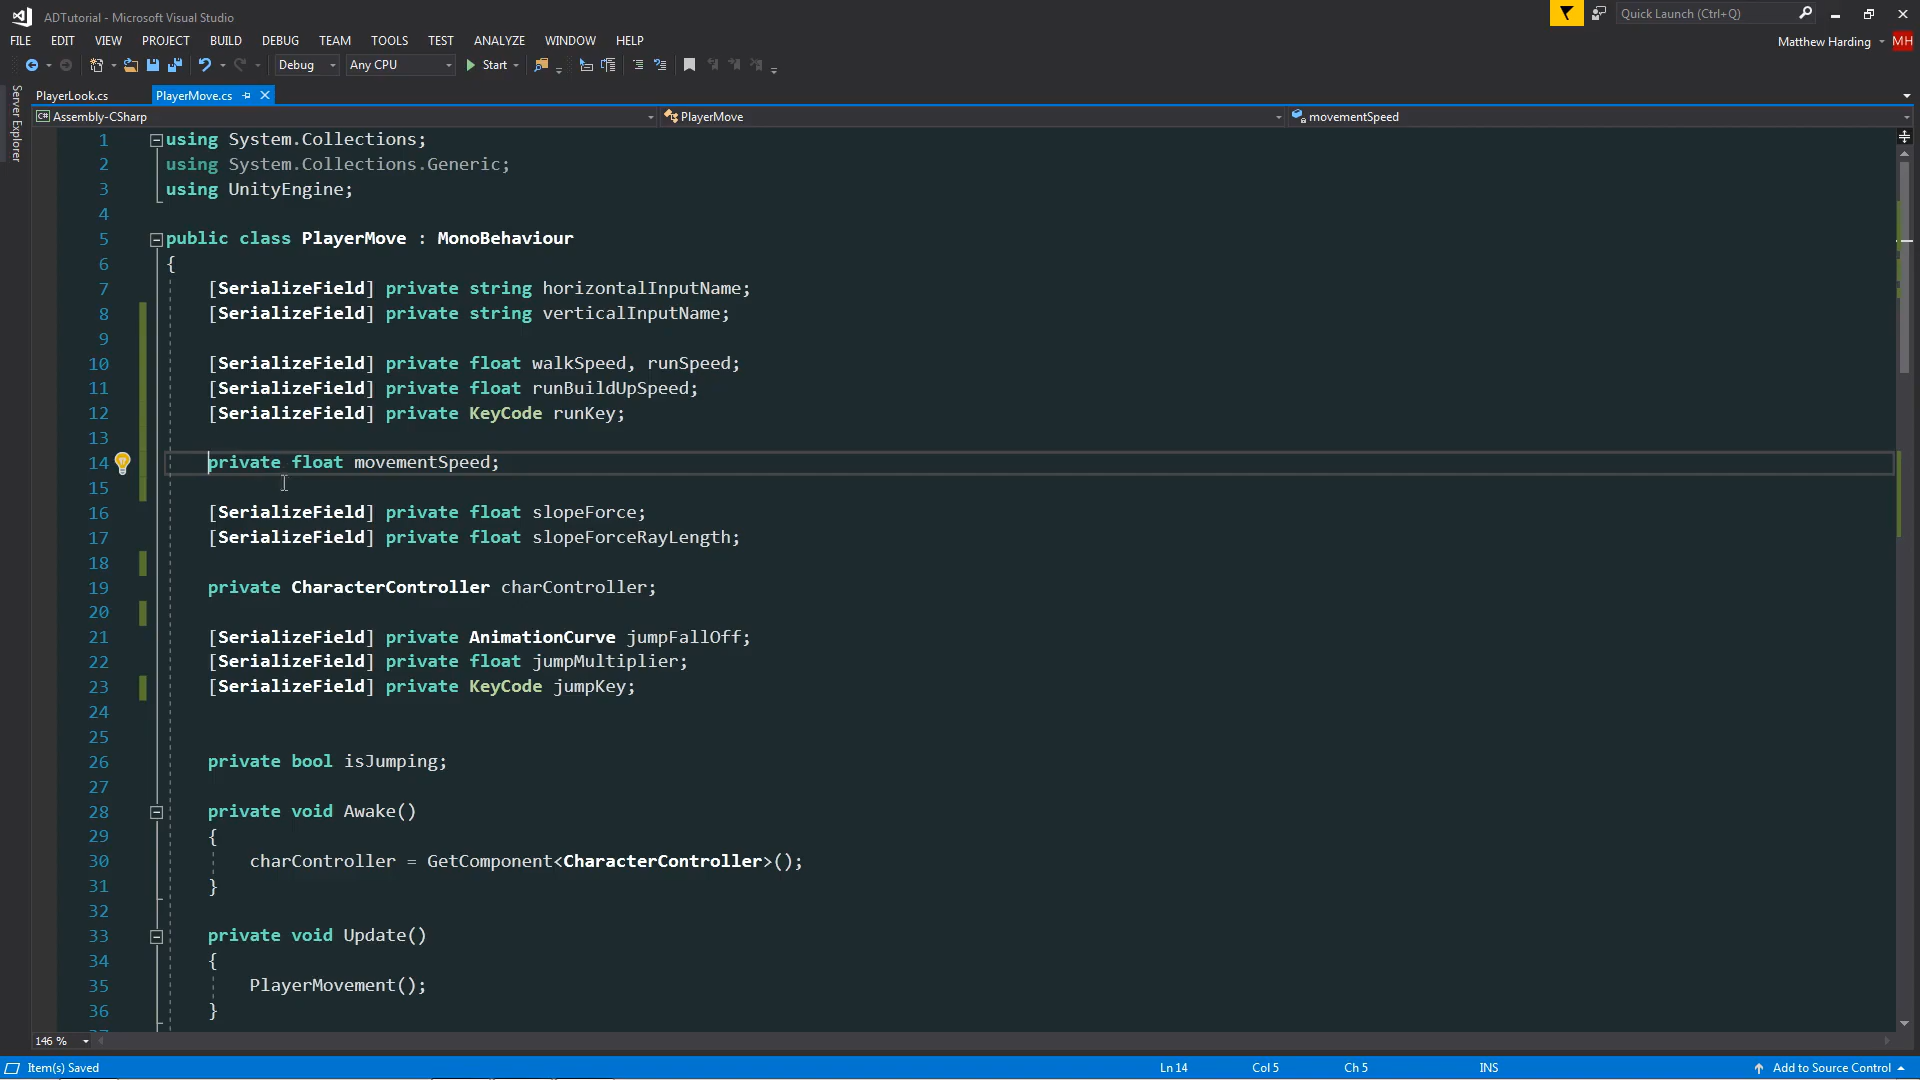 ADTutorial - Microsoft Visual Studio
Quick Launch (Ctrl+Q)
FILE EDIT VIEW PROJECT BUILD DEBUG TEAM TOOLS TEST ANALYZE WINDOW HELP
Matthew Harding MH
Debug Any CPU Start
Server Explorer
PlayerLook.cs PlayerMove.cs
Assembly-CSharp PlayerMove movementSpeed
1 using System.Collections;
2 using System.Collections.Generic;
3 using UnityEngine;
4
5 public class PlayerMove : MonoBehaviour
6 {
7 [SerializeField] private string horizontalInputName;
8 [SerializeField] private string verticalInputName;
9
10 [SerializeField] private float walkSpeed, runSpeed;
11 [SerializeField] private float runBuildUpSpeed;
12 [SerializeField] private KeyCode runKey;
13
14 private float movementSpeed;
15
16 [SerializeField] private float slopeForce;
17 [SerializeField] private float slopeForceRayLength;
18
19 private CharacterController charController;
20
21 [SerializeField] private AnimationCurve jumpFallOff;
22 [SerializeField] private float jumpMultiplier;
23 [SerializeField] private KeyCode jumpKey;
24
25
26 private bool isJumping;
27
28 private void Awake()
29 {
30 charController = GetComponent<CharacterController>();
31 }
32
33 private void Update()
34 {
35 PlayerMovement();
36 }
146 %
Item(s) Saved Ln 14 Col 5 Ch 5 INS Add to Source Control